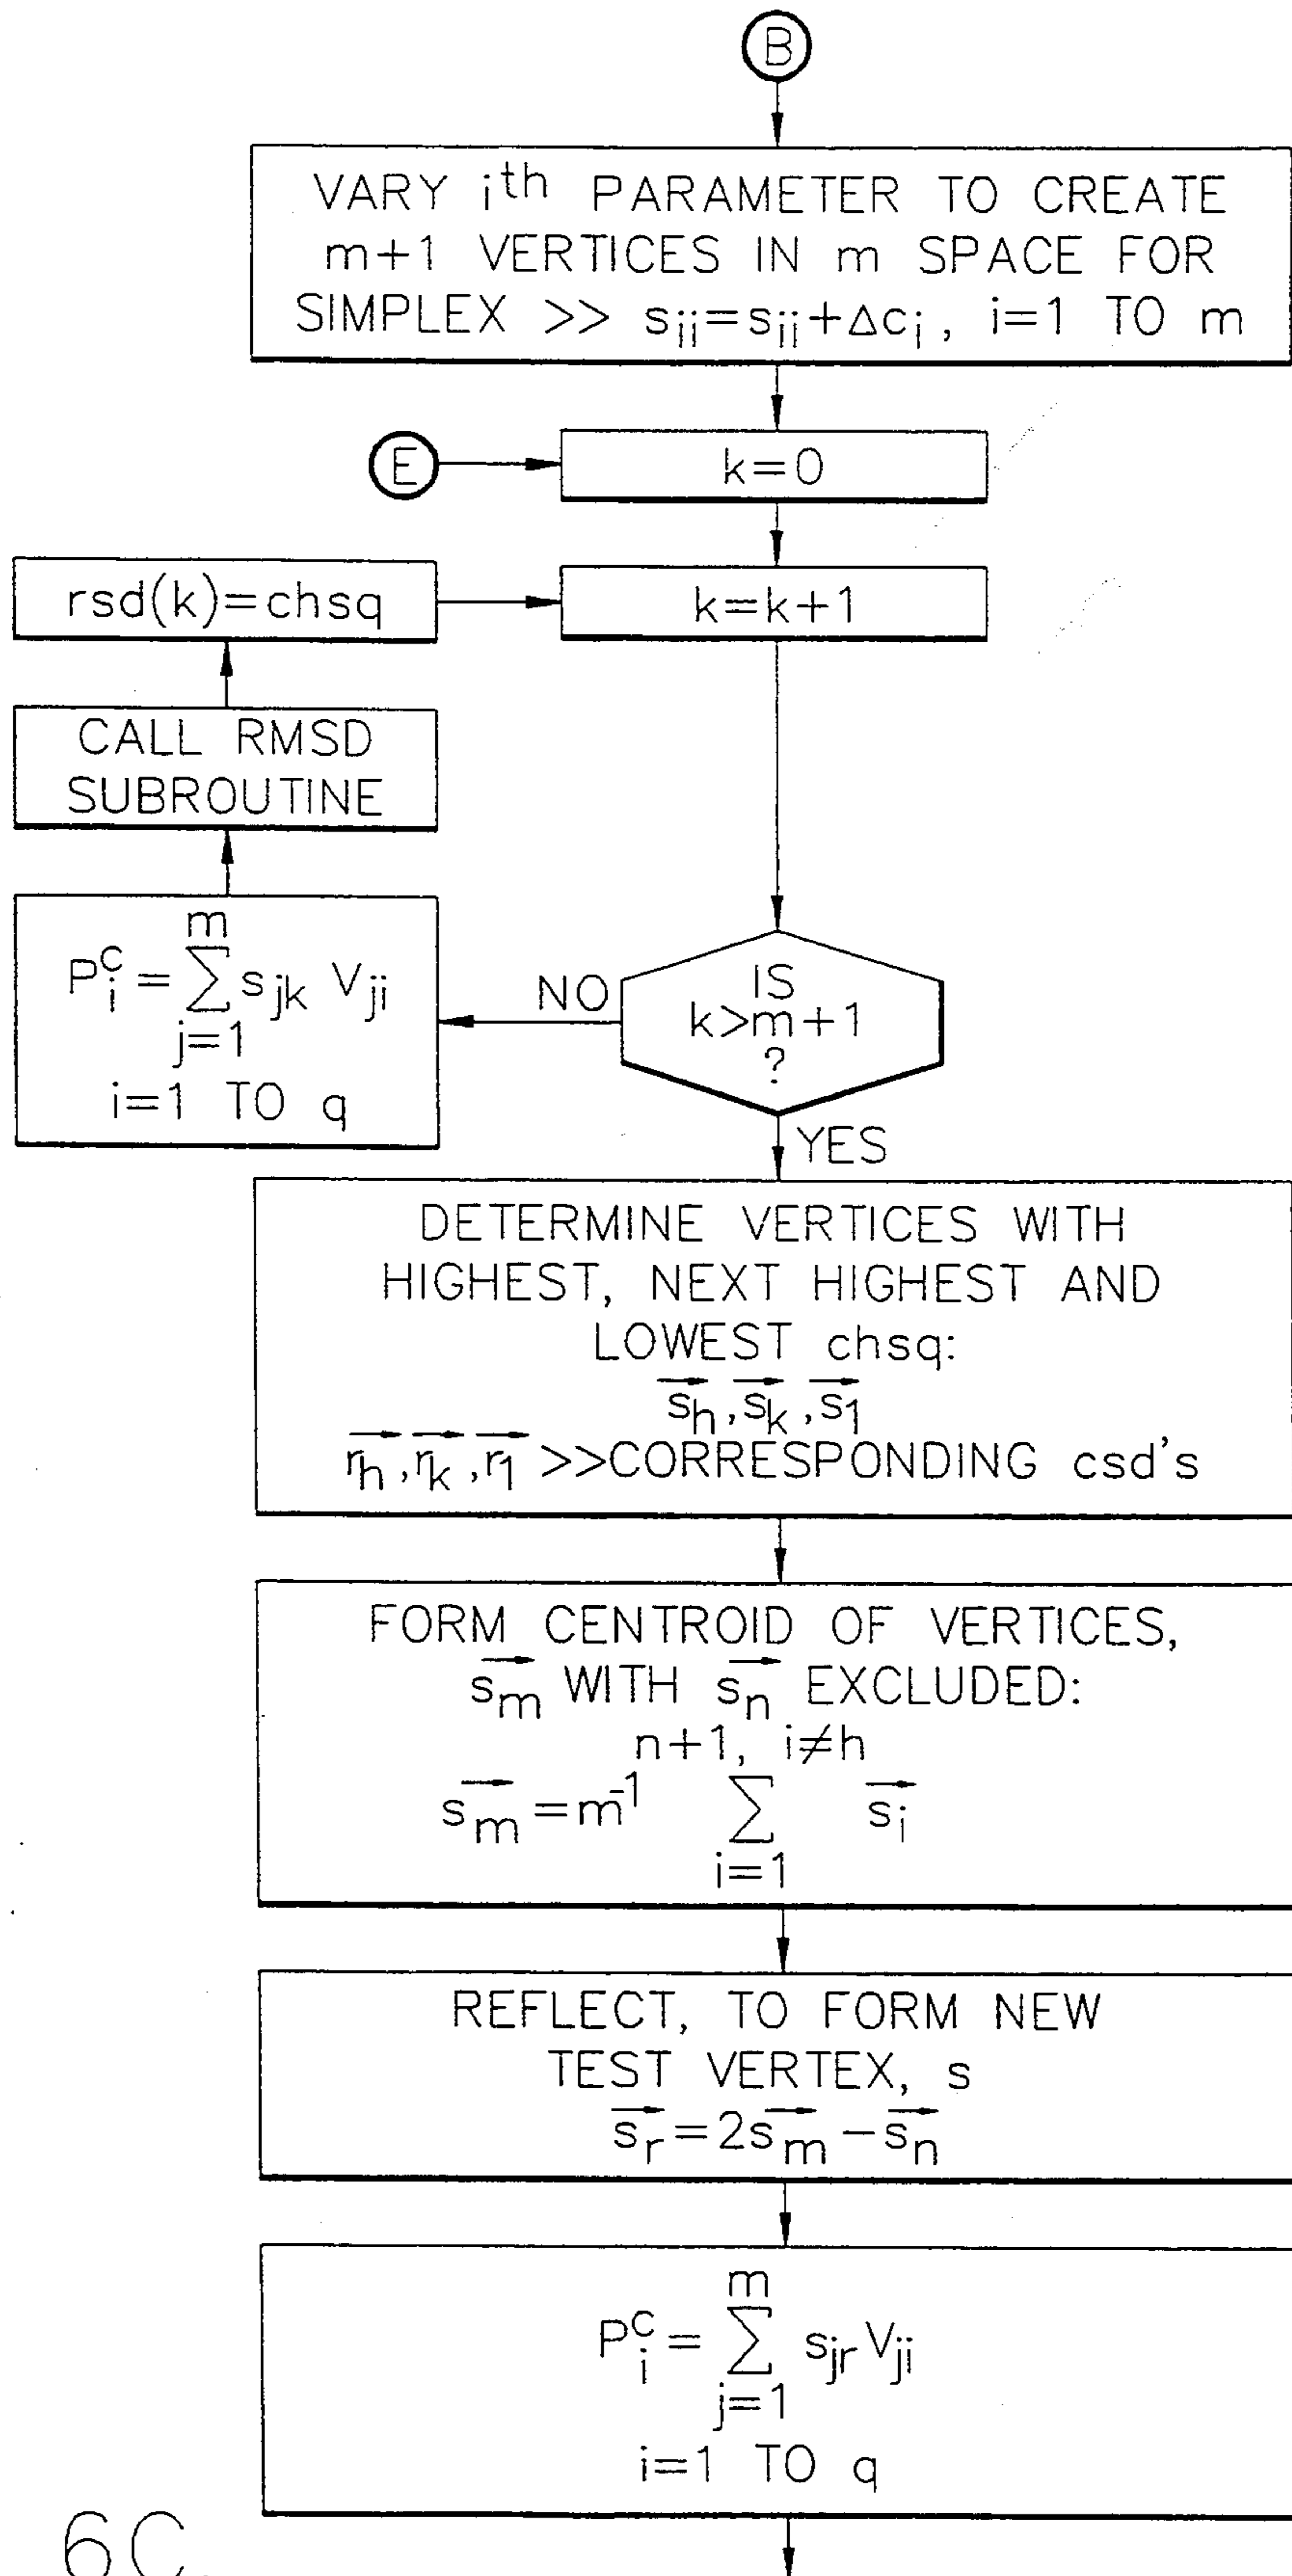 B
VARY iᵗʰ PARAMETER TO CREATE
m+1 VERTICES IN m SPACE FOR
SIMPLEX >> s_ii=s_ii+Δc_i, i=1 TO m
E
k=0
rsd(k)=chsq
k=k+1
CALL RMSD
SUBROUTINE
P_i^C = ∑_{j=1}^{m} s_jk V_ji
i=1 TO q
NO
IS
k>m+1
?
YES
DETERMINE VERTICES WITH
HIGHEST, NEXT HIGHEST AND
LOWEST chsq:
s_h→, s_k→, s_1→
r_h→, r_k→, r_1→ >>CORRESPONDING csd's
FORM CENTROID OF VERTICES,
s_m→ WITH s_n→ EXCLUDED:
n+1, i≠h
s_m→ = m⁻¹ ∑ s_i→
i=1
REFLECT, TO FORM NEW
TEST VERTEX, s
s_r→ = 2s_m→ − s_n→
P_i^C = ∑_{j=1}^{m} s_jr V_ji
i=1 TO q
6C.